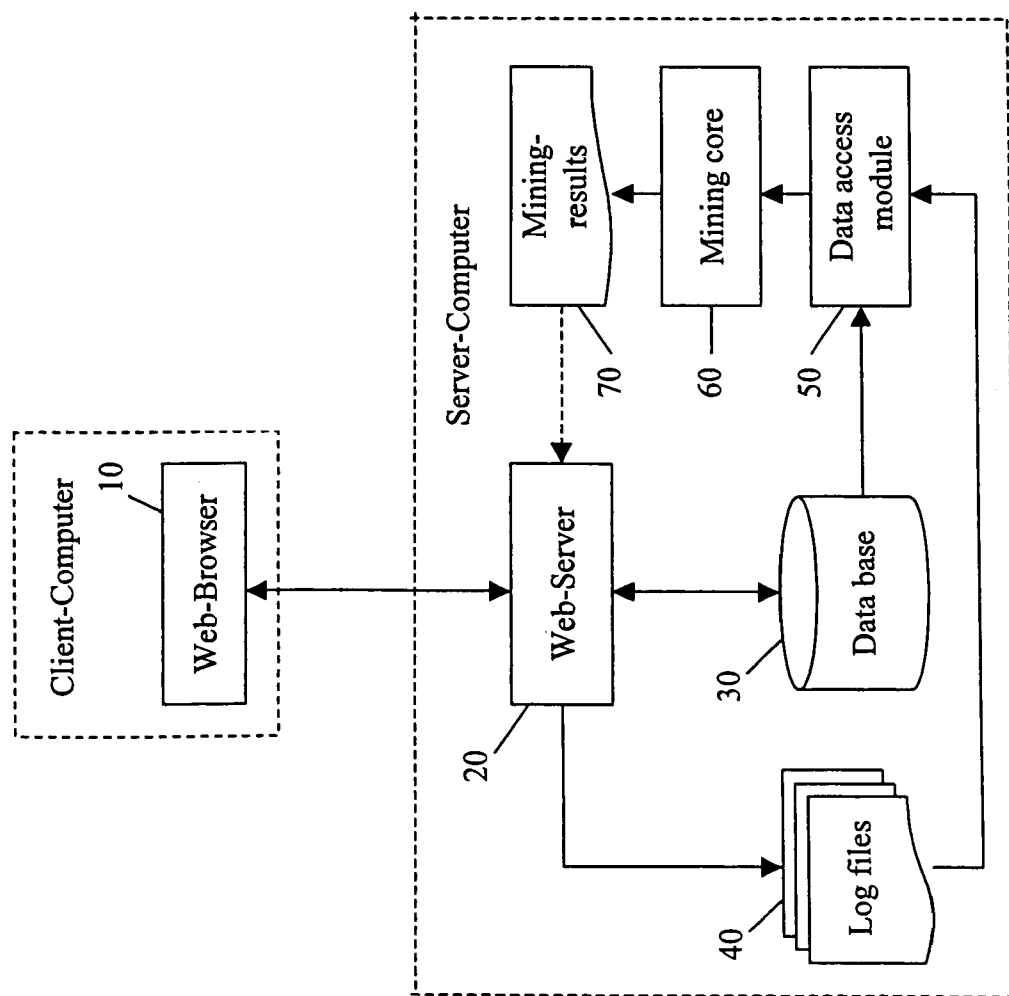 Client-Computer
10
Web-Browser
Server-Computer
20
Web-Server
Mining-
results
70
Mining core
60
Data access
module
50
30
Data base
40
Log files